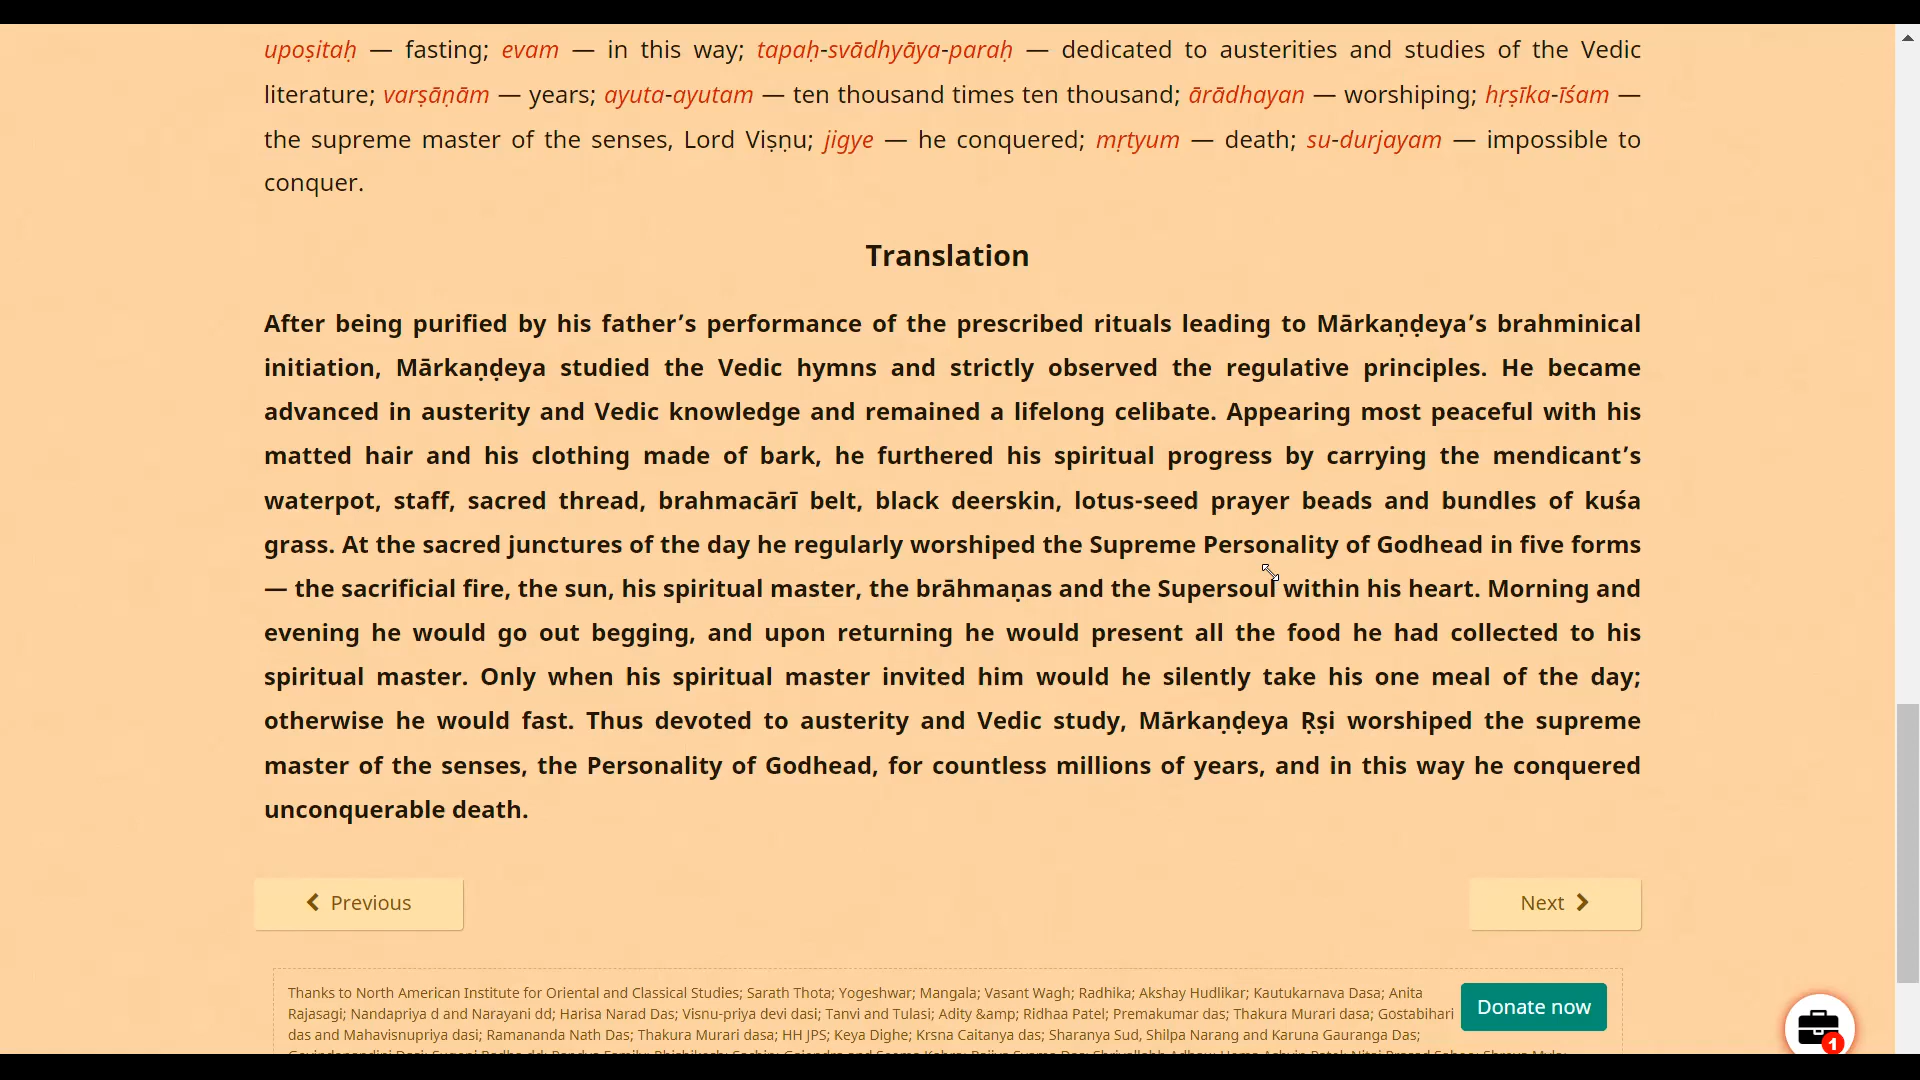 upoṣitaḥ — fasting; evam — in this way; tapaḥ-svādhyāya-paraḥ — dedicated to austerities and studies of the Vedic
literature; varṣāṇām — years; ayuta-ayutam — ten thousand times ten thousand; ārādhayan — worshiping; hṛṣīka-īśam —
the supreme master of the senses, Lord Viṣṇu; jigye — he conquered; mṛtyum — death; su-durjayam — impossible to
conquer.
Translation
After being purified by his father’s performance of the prescribed rituals leading to Mārkaṇḍeya’s brahminical
initiation, Mārkaṇḍeya studied the Vedic hymns and strictly observed the regulative principles. He became
advanced in austerity and Vedic knowledge and remained a lifelong celibate. Appearing most peaceful with his
matted hair and his clothing made of bark, he furthered his spiritual progress by carrying the mendicant’s
waterpot, staff, sacred thread, brahmacārī belt, black deerskin, lotus-seed prayer beads and bundles of kuśa
grass. At the sacred junctures of the day he regularly worshiped the Supreme Personality of Godhead in five forms
— the sacrificial fire, the sun, his spiritual master, the brāhmaṇas and the Supersoul within his heart. Morning and
evening he would go out begging, and upon returning he would present all the food he had collected to his
spiritual master. Only when his spiritual master invited him would he silently take his one meal of the day;
otherwise he would fast. Thus devoted to austerity and Vedic study, Mārkaṇḍeya Ṛṣi worshiped the supreme
master of the senses, the Personality of Godhead, for countless millions of years, and in this way he conquered
unconquerable death.
Previous
Next
Thanks to North American Institute for Oriental and Classical Studies; Sarath Thota; Yogeshwar; Mangala; Vasant Wagh; Radhika; Akshay Hudlikar; Kautukarnava Dasa; Anita
Rajasagi; Nandapriya d and Narayani dd; Harisa Narad Das; Visnu-priya devi dasi; Tanvi and Tulasi; Adity &amp; Ridhaa Patel; Premakumar das; Thakura Murari dasa; Gostabihari
das and Mahavisnupriya dasi; Ramananda Nath Das; Thakura Murari dasa; HH JPS; Keya Dighe; Krsna Caitanya das; Sharanya Sud, Shilpa Narang and Karuna Gauranga Das;
Donate now
1